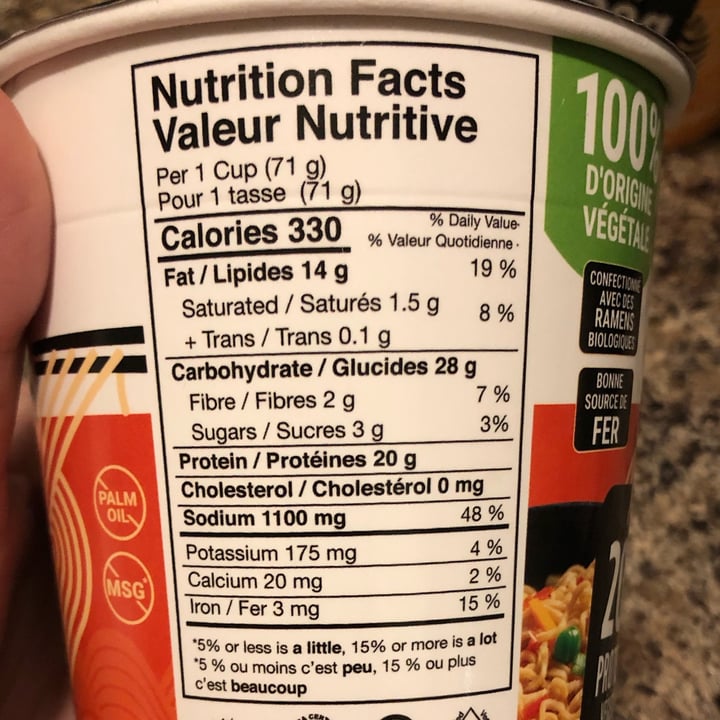 Nutrition Facts
Valeur Nutritive
Per 1 Cup (71 g)
Pour 1 tasse (71 g)
Calories 330
% Daily Value*
% Valeur Quotidienne *
Fat / Lipides 14 g 19 %
Saturated / Saturés 1.5 g
+ Trans / Trans 0.1 g
8 %
Carbohydrate / Glucides 28 g
Fibre / Fibres 2 g 7 %
Sugars / Sucres 3 g 3%
Protein / Protéines 20 g
Cholesterol / Cholestérol 0 mg
Sodium 1100 mg 48 %
Potassium 175 mg 4 %
Calcium 20 mg 2 %
Iron / Fer 3 mg 15 %
*5% or less is a little, 15% or more is a lot
*5 % ou moins c'est peu, 15 % ou plus
c'est beaucoup
PALM
OIL
MSG*
100%
D'ORIGINE
VÉGÉTALE
CONFECTIONNÉ
AVEC DES
RAMENS
BIOLOGIQUES
BONNE
SOURCE DE
FER